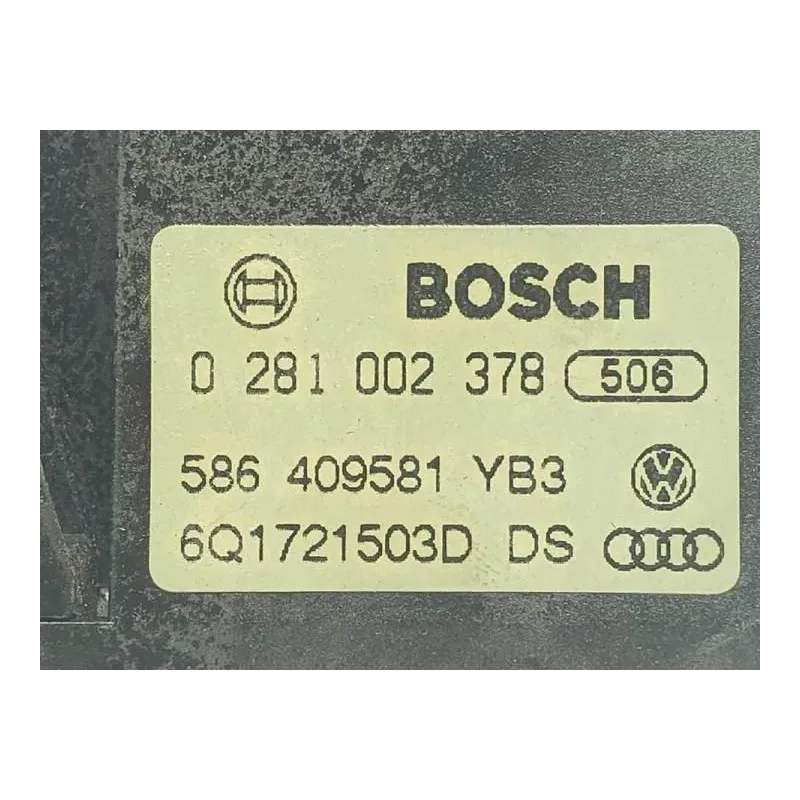 BOSCH
0 281 002 378 506
586 409581 YB3
6Q1721503D DS